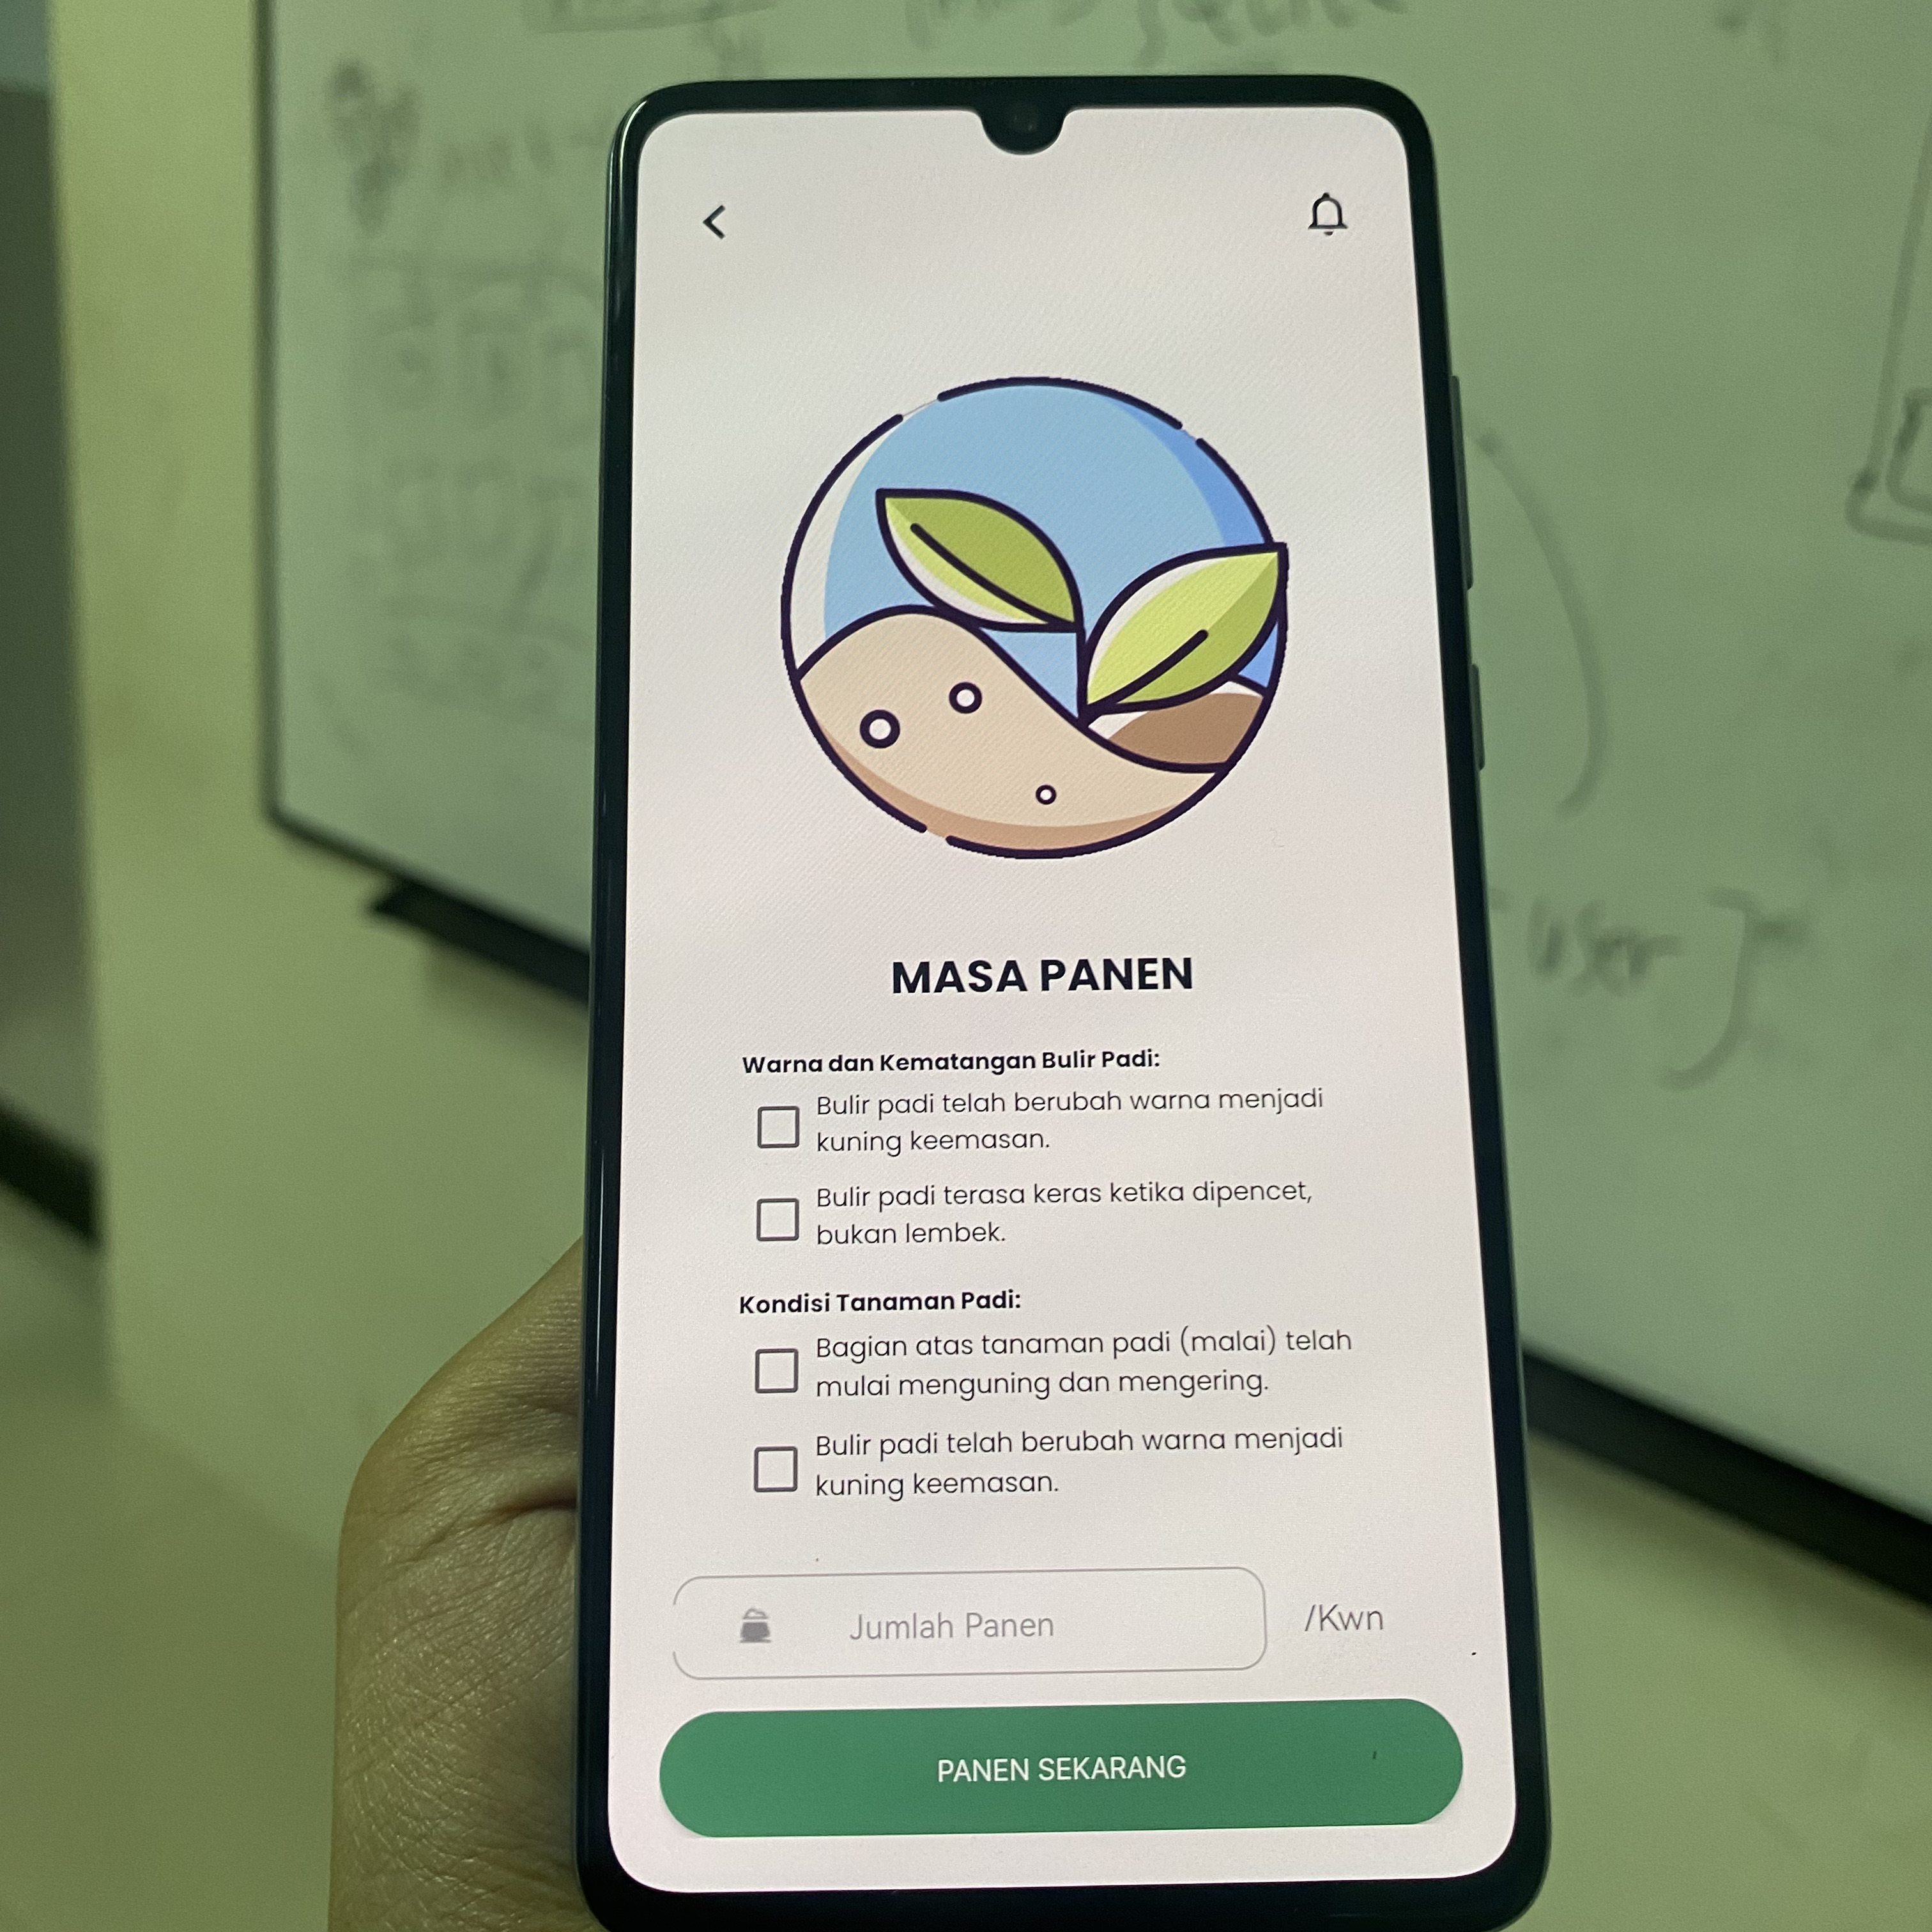 MASA PANEN
Warna dan Kematangan Bulir Padi:
Bulir padi telah berubah warna menjadi
kuning keemasan.
Bulir padi terasa keras ketika dipencet,
bukan lembek.
Kondisi Tanaman Padi:
Bagian atas tanaman padi (malai) telah
mulai menguning dan mengering.
Bulir padi telah berubah warna menjadi
kuning keemasan.
Jumlah Panen /Kwn
PANEN SEKARANG